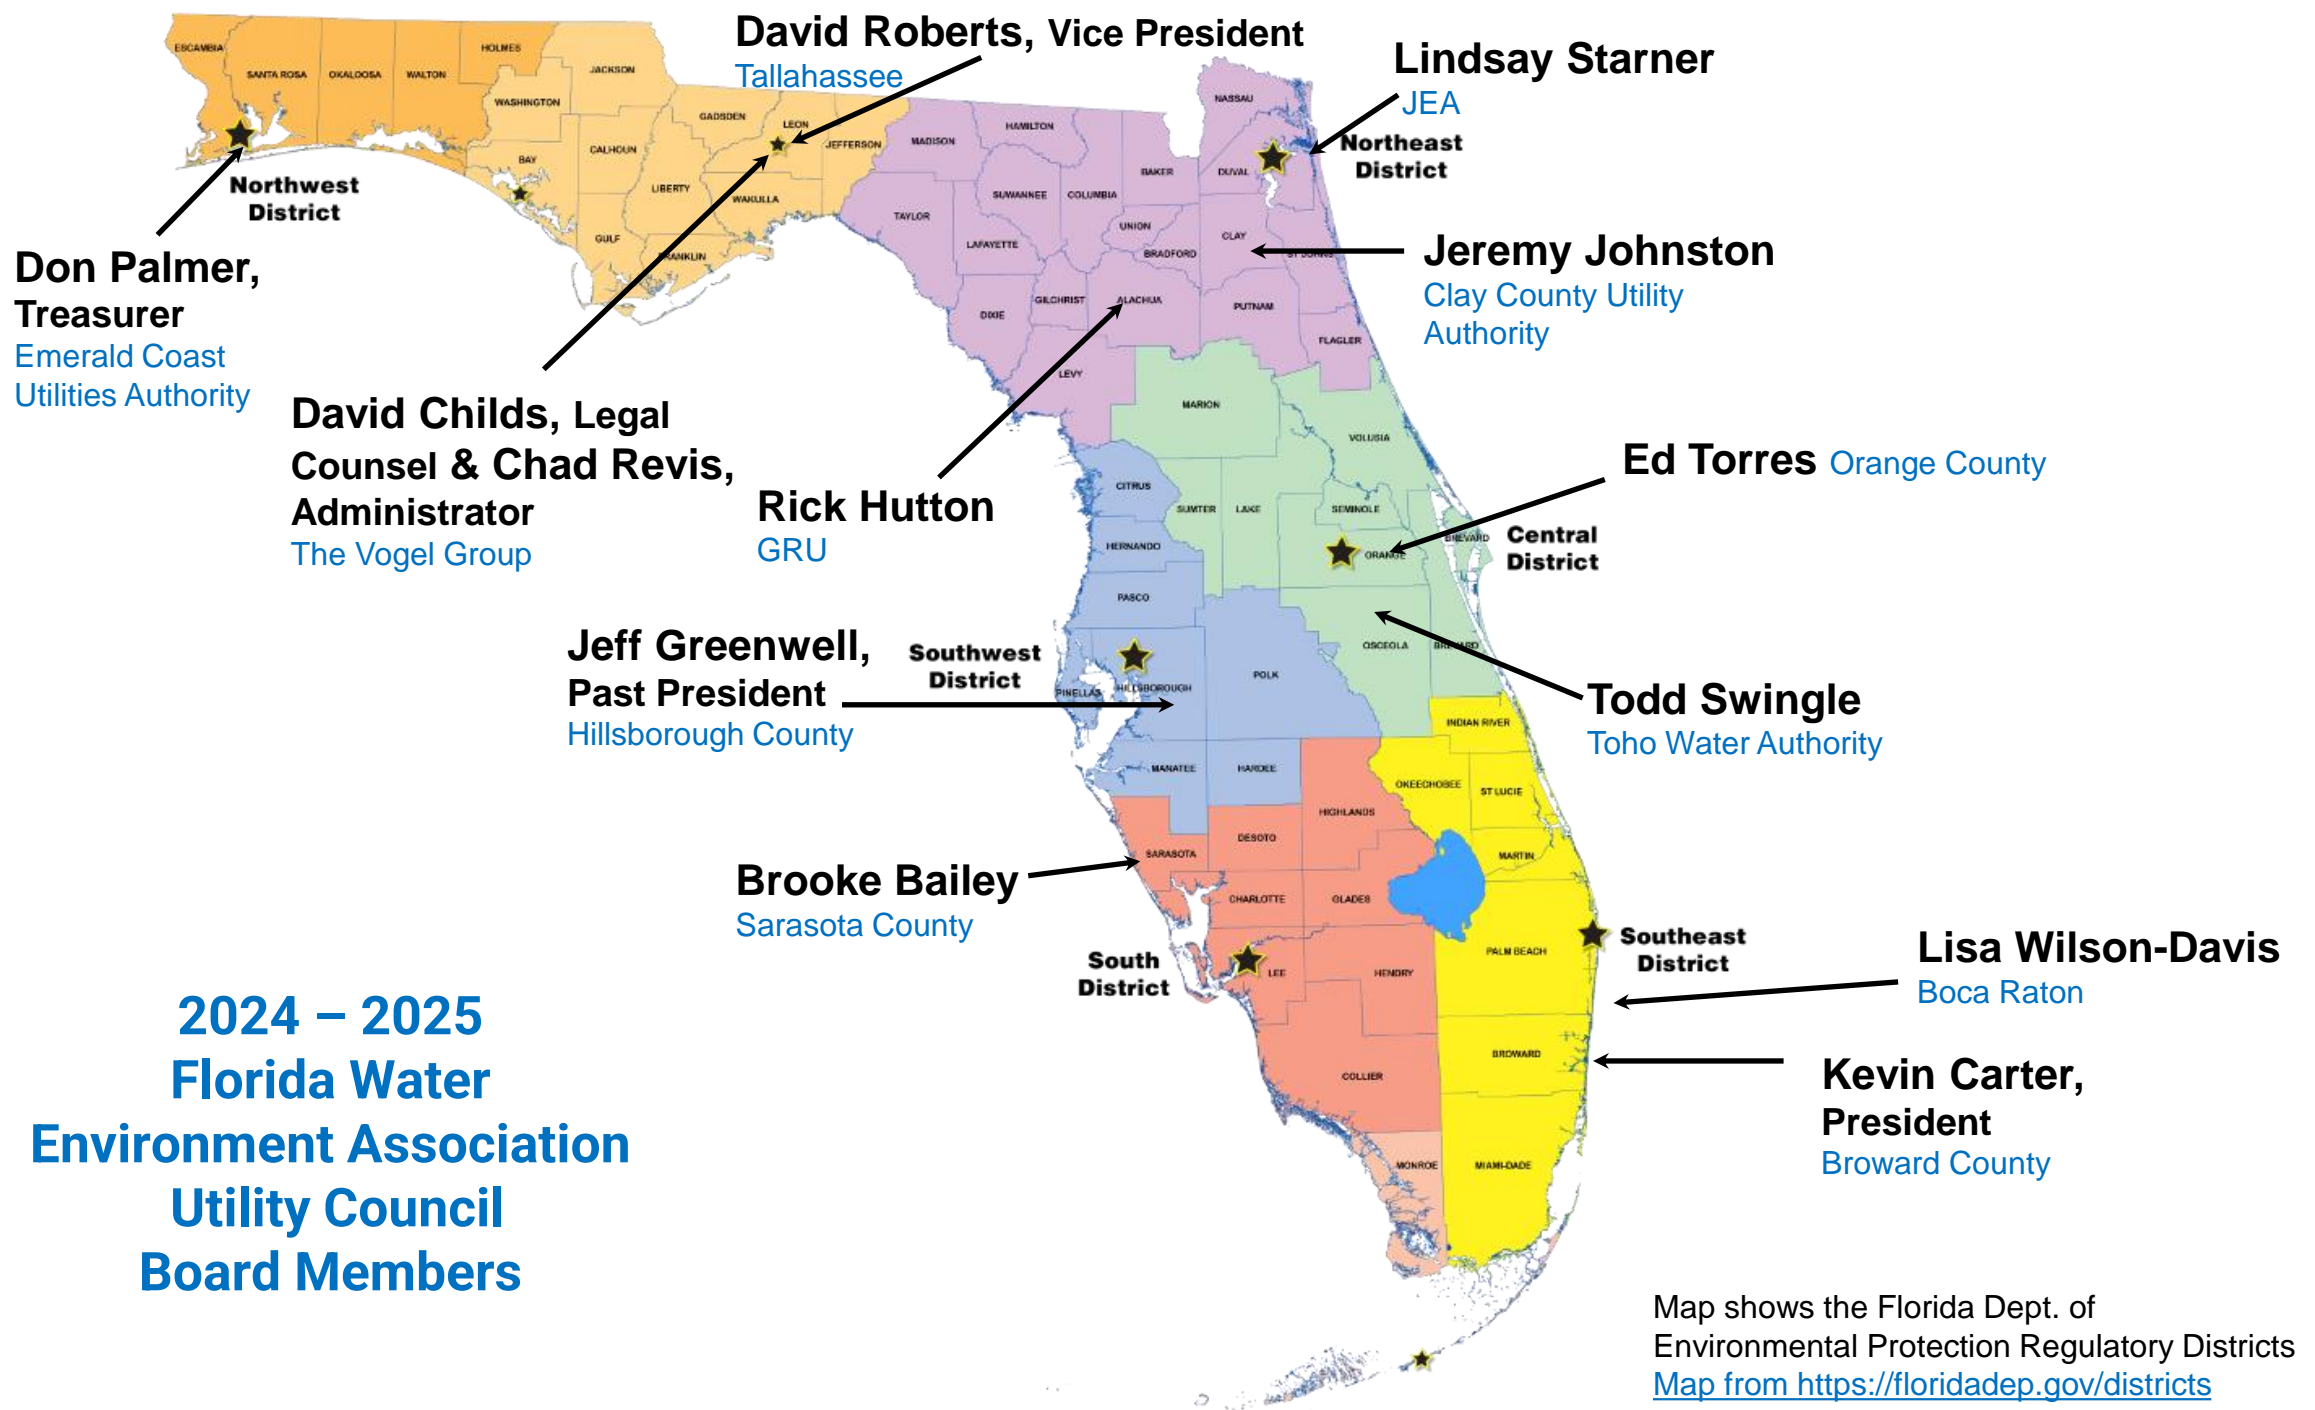 David Roberts, Vice President
Tallahassee
Lindsay Starner
JEA
Northeast
District
Northwest
District
Don Palmer,
Treasurer
Emerald Coast
Utilities Authority
Jeremy Johnston
Clay County Utility
Authority
David Childs, Legal
Counsel & Chad Revis,
Administrator
The Vogel Group
Rick Hutton
GRU
Ed Torres Orange County
Central
District
Jeff Greenwell,
Past President
Hillsborough County
Southwest
District
Todd Swingle
Toho Water Authority
Brooke Bailey
Sarasota County
South
District
Southeast
District
Lisa Wilson-Davis
Boca Raton
Kevin Carter,
President
Broward County
2024 – 2025
Florida Water
Environment Association
Utility Council
Board Members
Map shows the Florida Dept. of
Environmental Protection Regulatory Districts
Map from https://floridadep.gov/districts
ESCAMBIA
SANTA ROSA
OKALOOSA
WALTON
HOLMES
JACKSON
WASHINGTON
BAY
CALHOUN
GULF
GADSDEN
LIBERTY
FRANKLIN
LEON
WAKULLA
JEFFERSON
MADISON
TAYLOR
HAMILTON
SUWANNEE
LAFAYETTE
DIXIE
COLUMBIA
GILCHRIST
LEVY
BAKER
UNION
BRADFORD
ALACHUA
NASSAU
DUVAL
CLAY
ST JOHNS
PUTNAM
FLAGLER
MARION
VOLUSIA
CITRUS
SUMTER
LAKE
SEMINOLE
HERNANDO
ORANGE
BREVARD
PASCO
OSCEOLA
BREVARD
PINELLAS
HILLSBOROUGH
POLK
INDIAN RIVER
MANATEE
HARDEE
OKEECHOBEE
ST LUCIE
HIGHLANDS
DESOTO
SARASOTA
MARTIN
CHARLOTTE
GLADES
LEE
HENDRY
PALM BEACH
COLLIER
BROWARD
MONROE
MIAMI-DADE